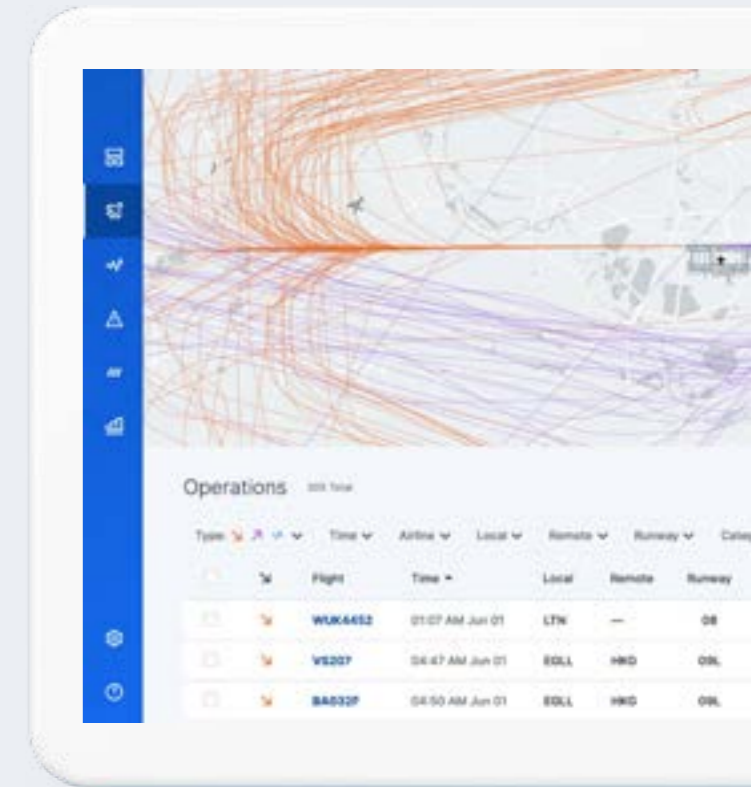 Operations
Type Time Airline Local Remote Runway
Flight Time Local Remote Runway
WUK4452 01:07 AM Jun 01 LTN — 08
VS207 04:47 AM Jun 01 EGLL HKG 09L
04:50 AM Jun 01 EGLL HKG 09L